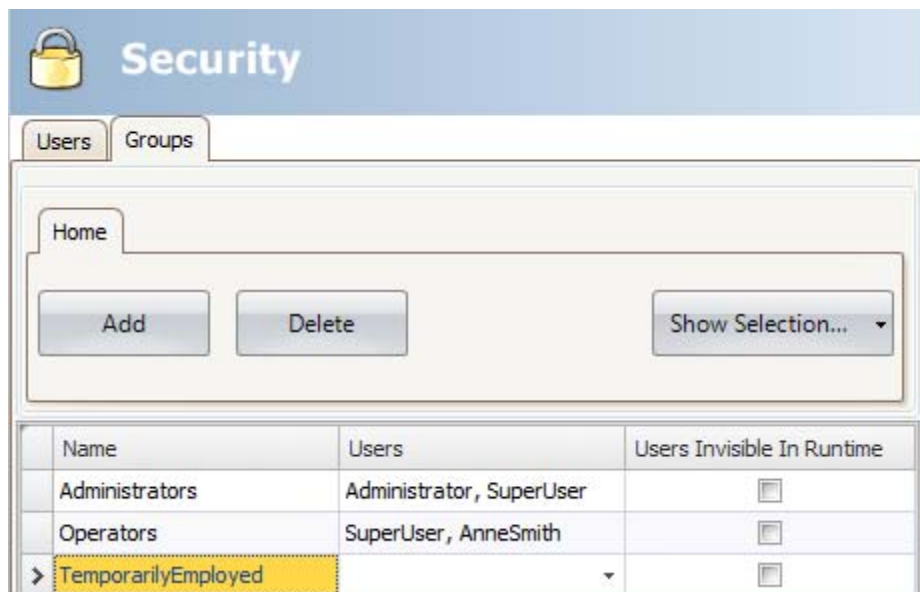 Security
Users Groups
Home
Add Delete Show Selection...
Name Users Users Invisible In Runtime
Administrators Administrator, SuperUser
Operators SuperUser, AnneSmith
TemporarilyEmployed